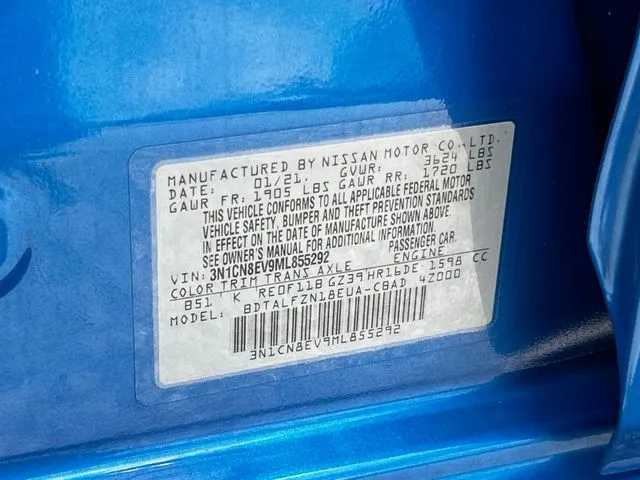 MANUFACTURED BY NISSAN MOTOR CO., LTD.
DATE: 01/21. GVWR: 3624 LBS
GAWR FR: 1905 LBS GAWR RR: 1720 LBS
THIS VEHICLE CONFORMS TO ALL APPLICABLE FEDERAL MOTOR
VEHICLE SAFETY, BUMPER AND THEFT PREVENTION STANDARDS
IN EFFECT ON THE DATE OF MANUFACTURE SHOWN ABOVE.
SEE OWNER'S MANUAL FOR ADDITIONAL INFORMATION.
VIN: 3N1CN8EV9ML855292 PASSENGER CAR
COLOR TRIM TRANS AXLE ENGINE
B51 K RE0F11B GZ39 HR16DE 1598 CC
MODEL: BDTALFZN18EUA-CBAD 4Z000
3N1CN8EV9ML855292